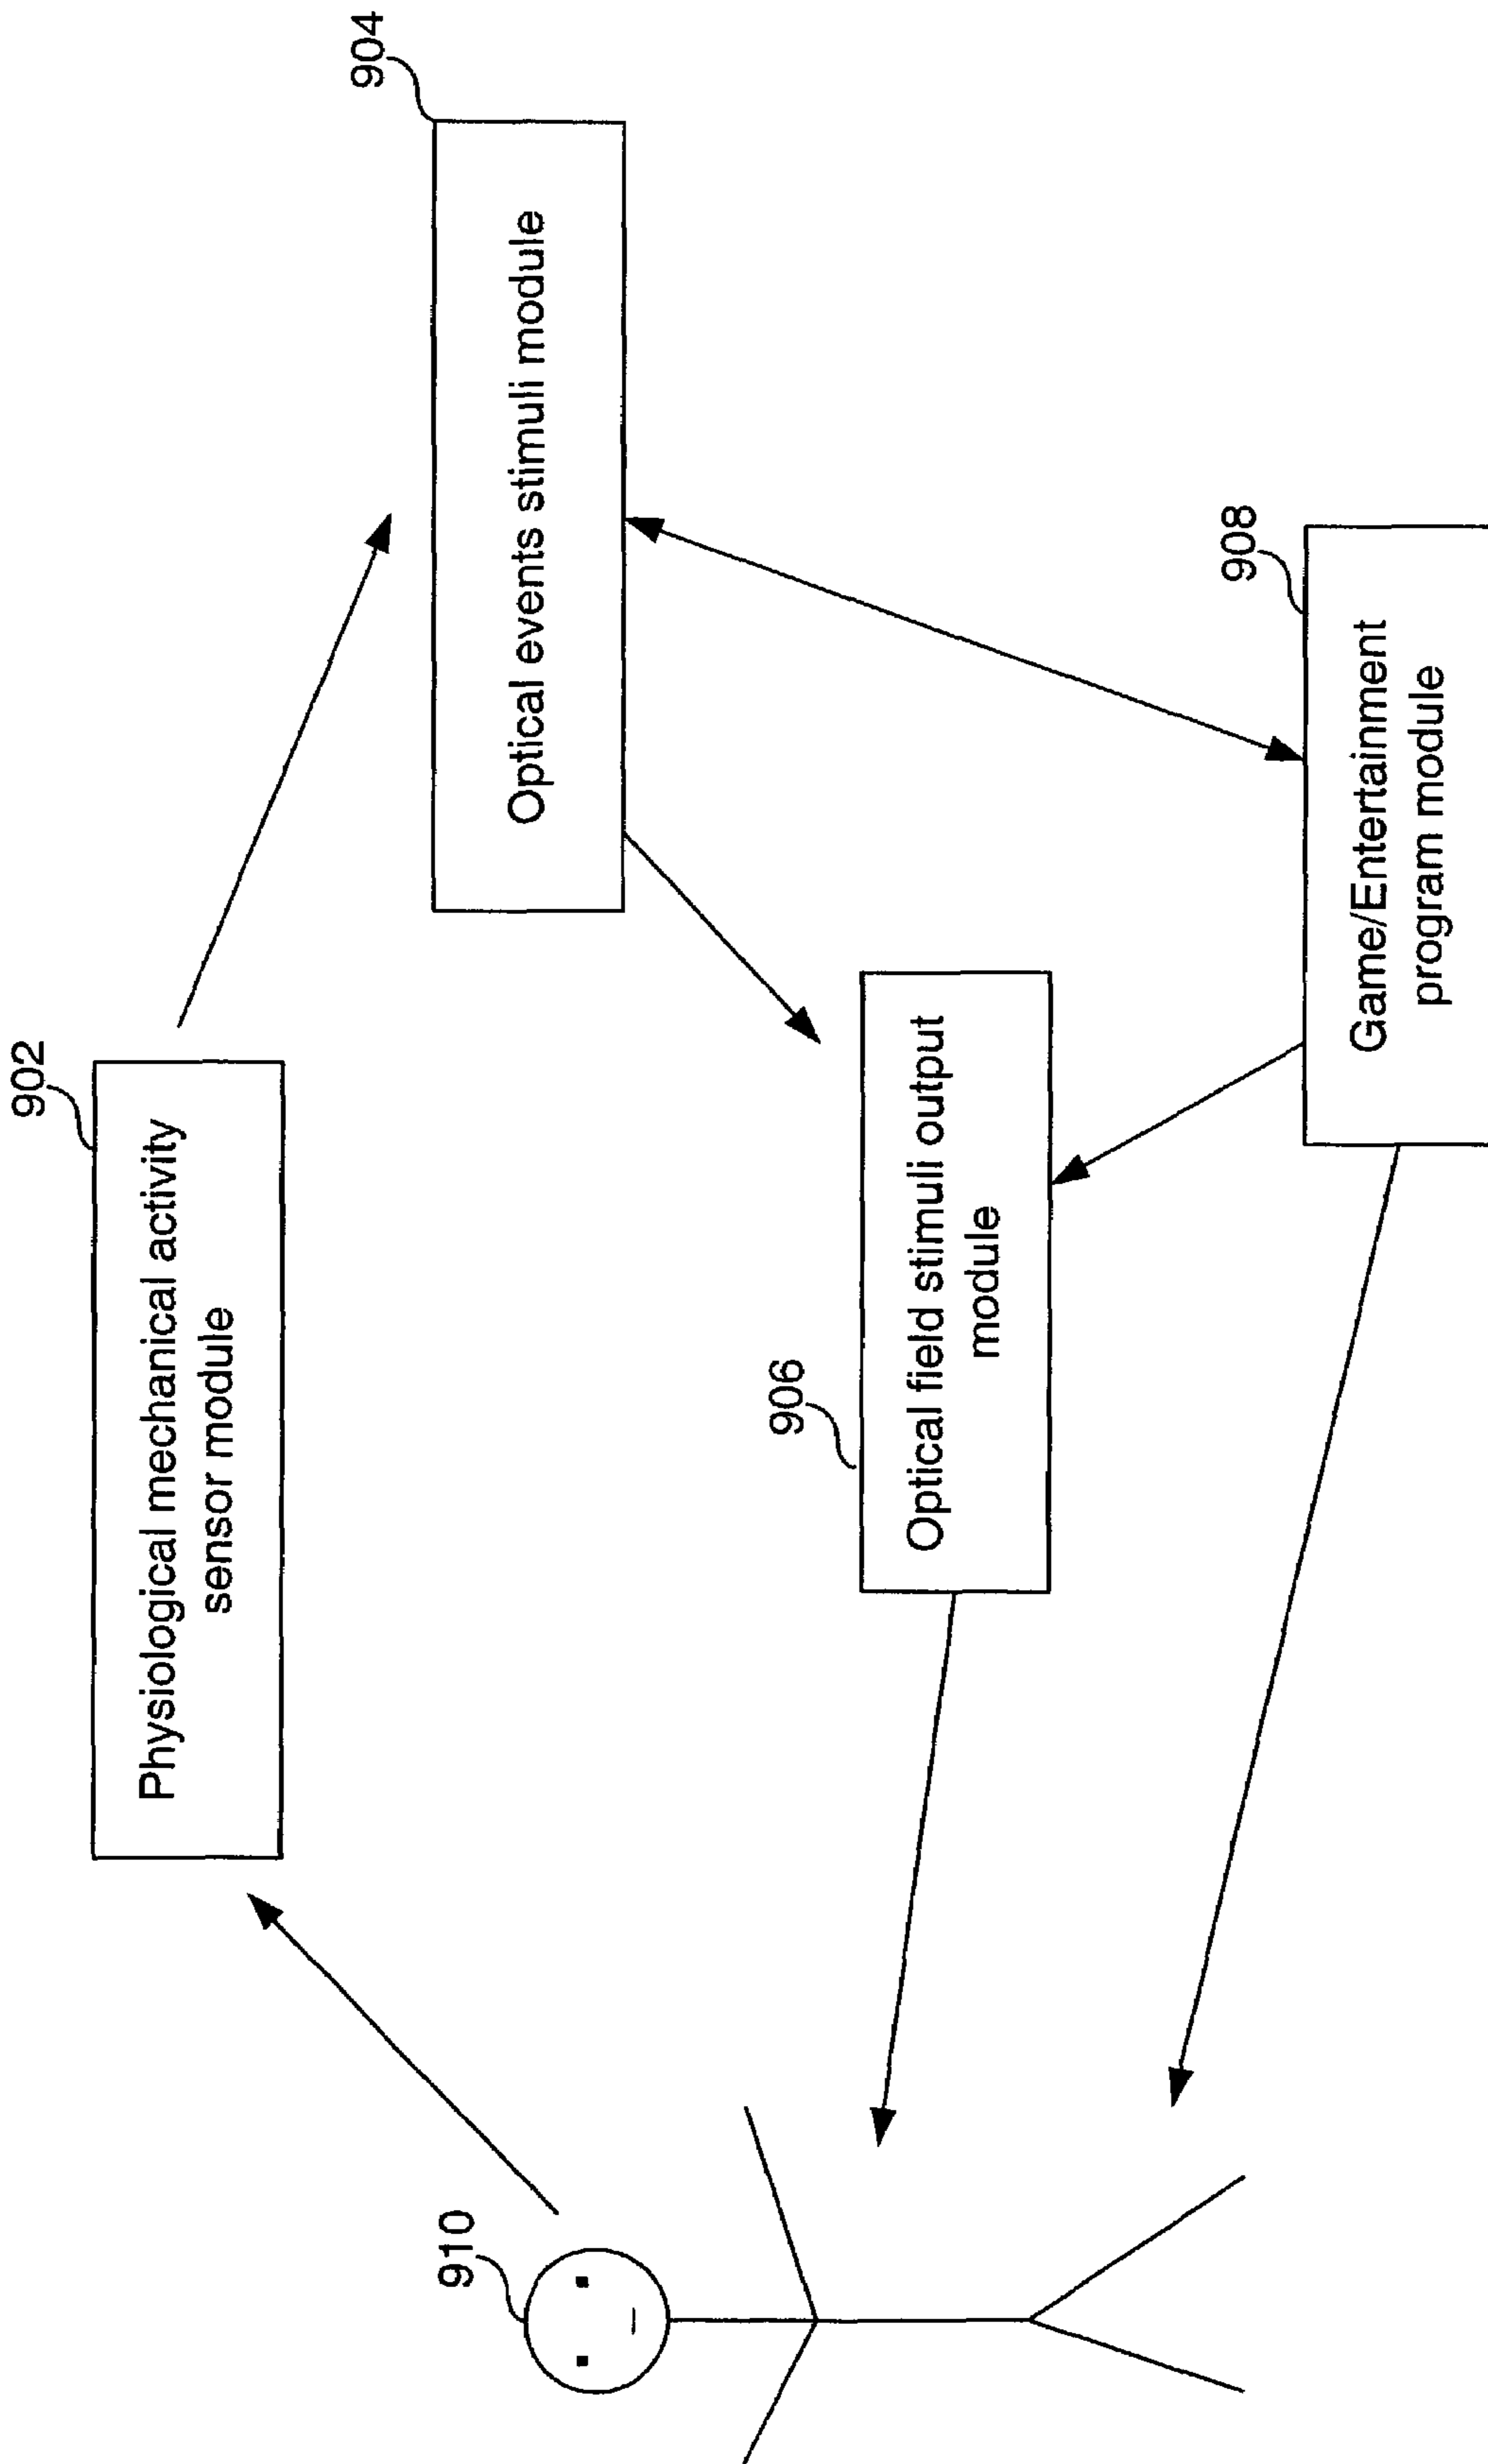 902
Physiological mechanical activity
sensor module
904
Optical events stimuli module
910
906
Optical field stimuli output
module
908
Game/Entertainment
program module